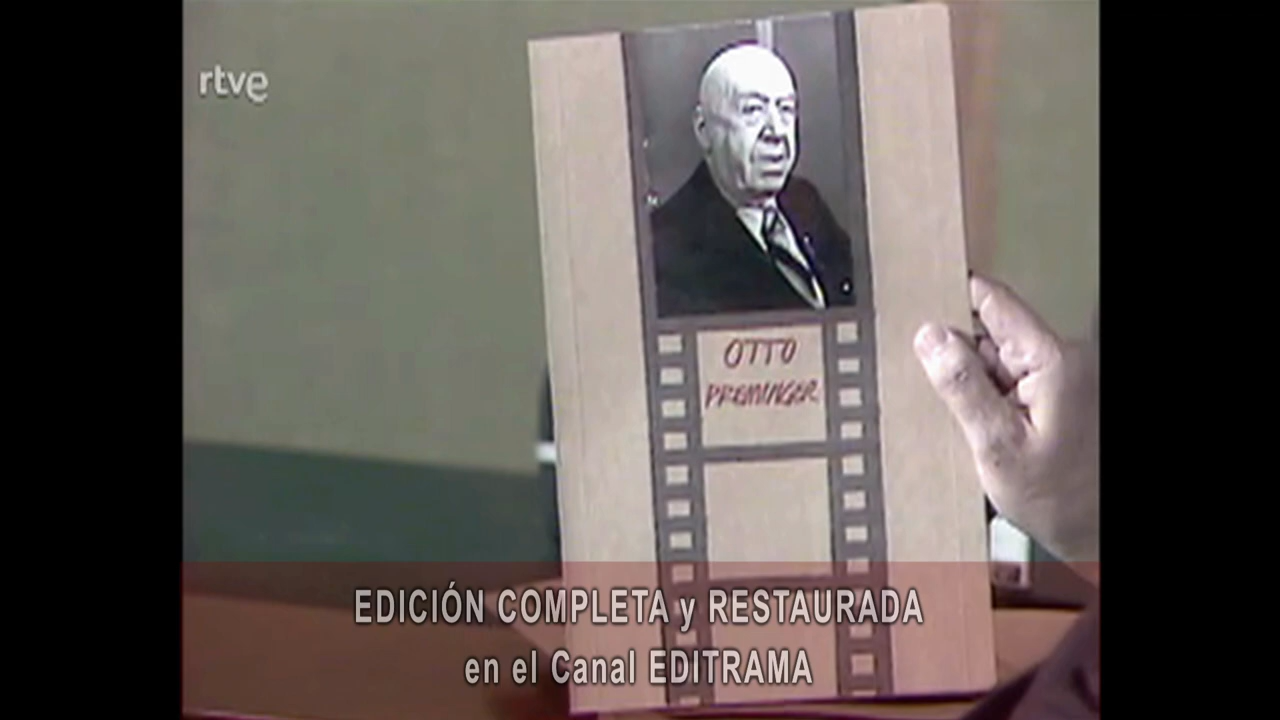 rtve
OTTO
PREMINGER
EDICIÓN COMPLETA y RESTAURADA
en el Canal EDITRAMA